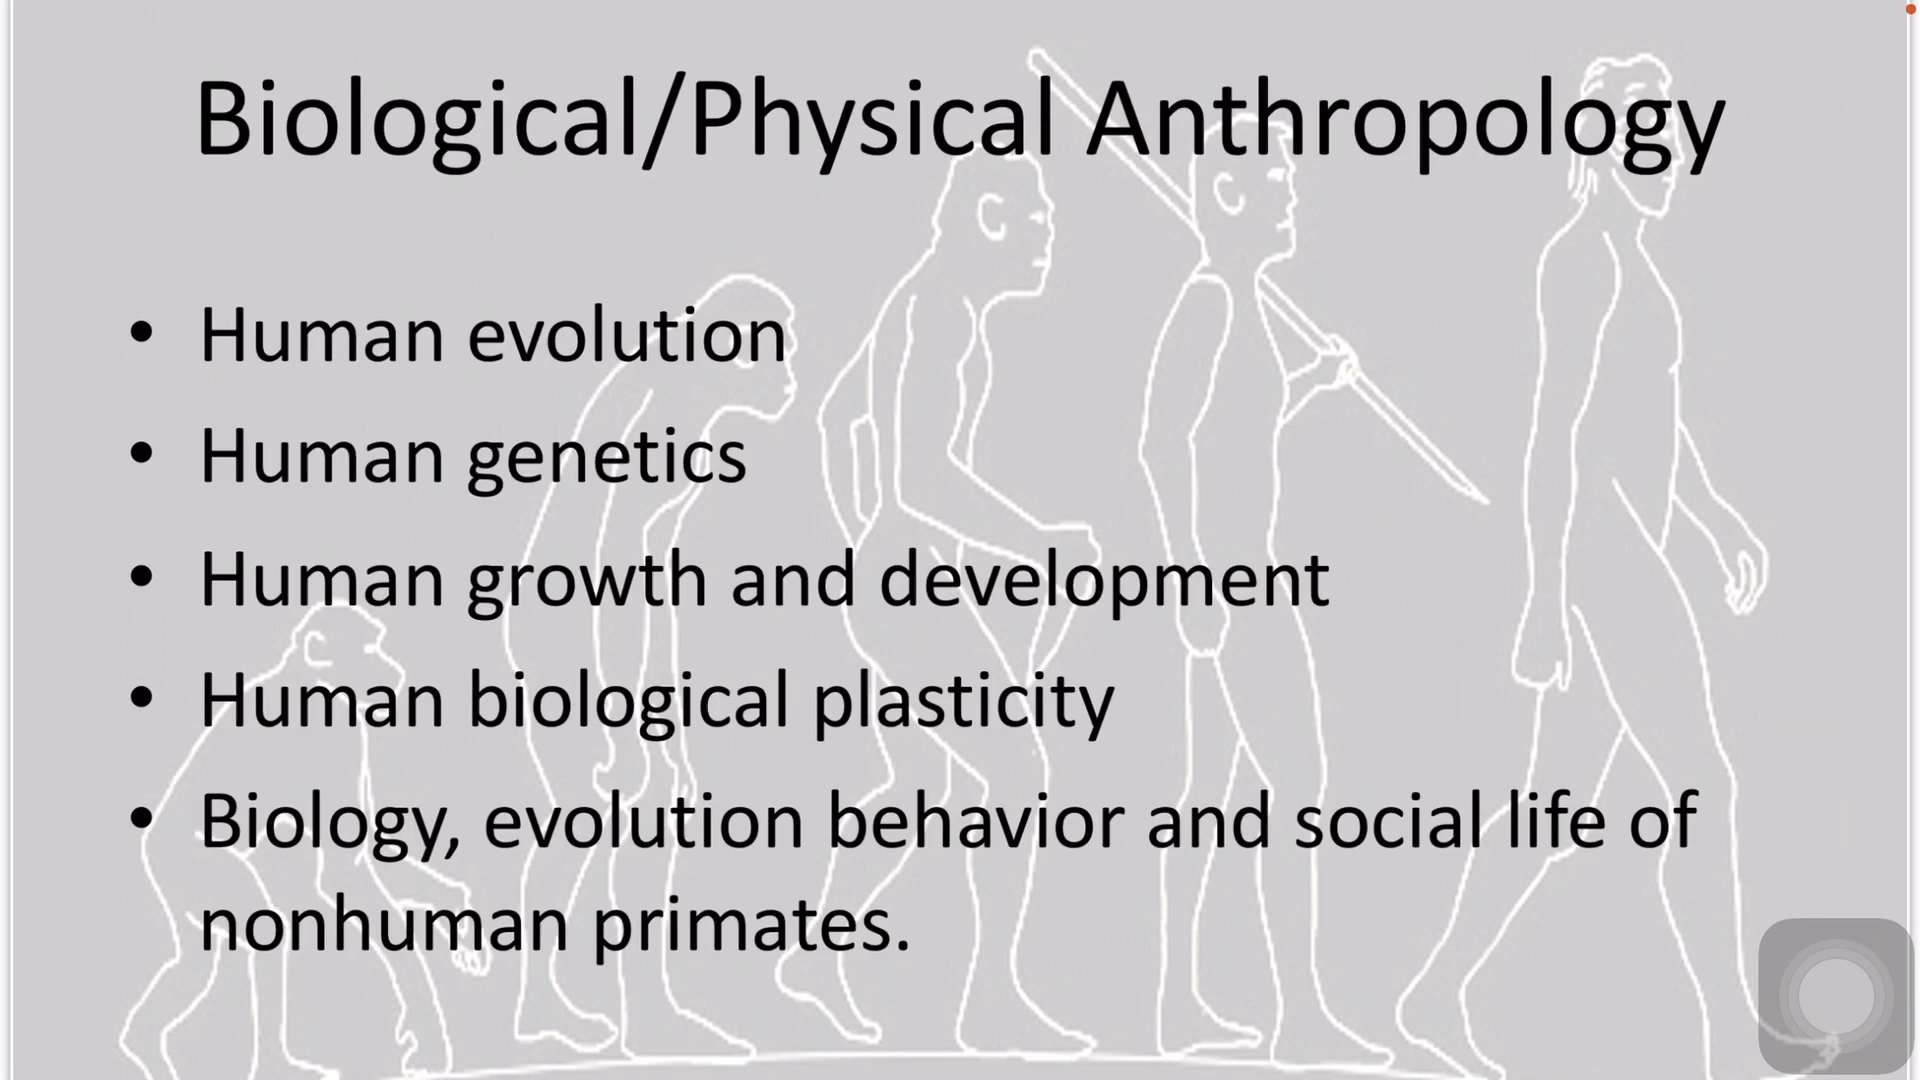 Biological/Physical Anthropology
• Human evolution
• Human genetics
• Human growth and development
• Human biological plasticity
• Biology, evolution behavior and social life of
nonhuman primates.